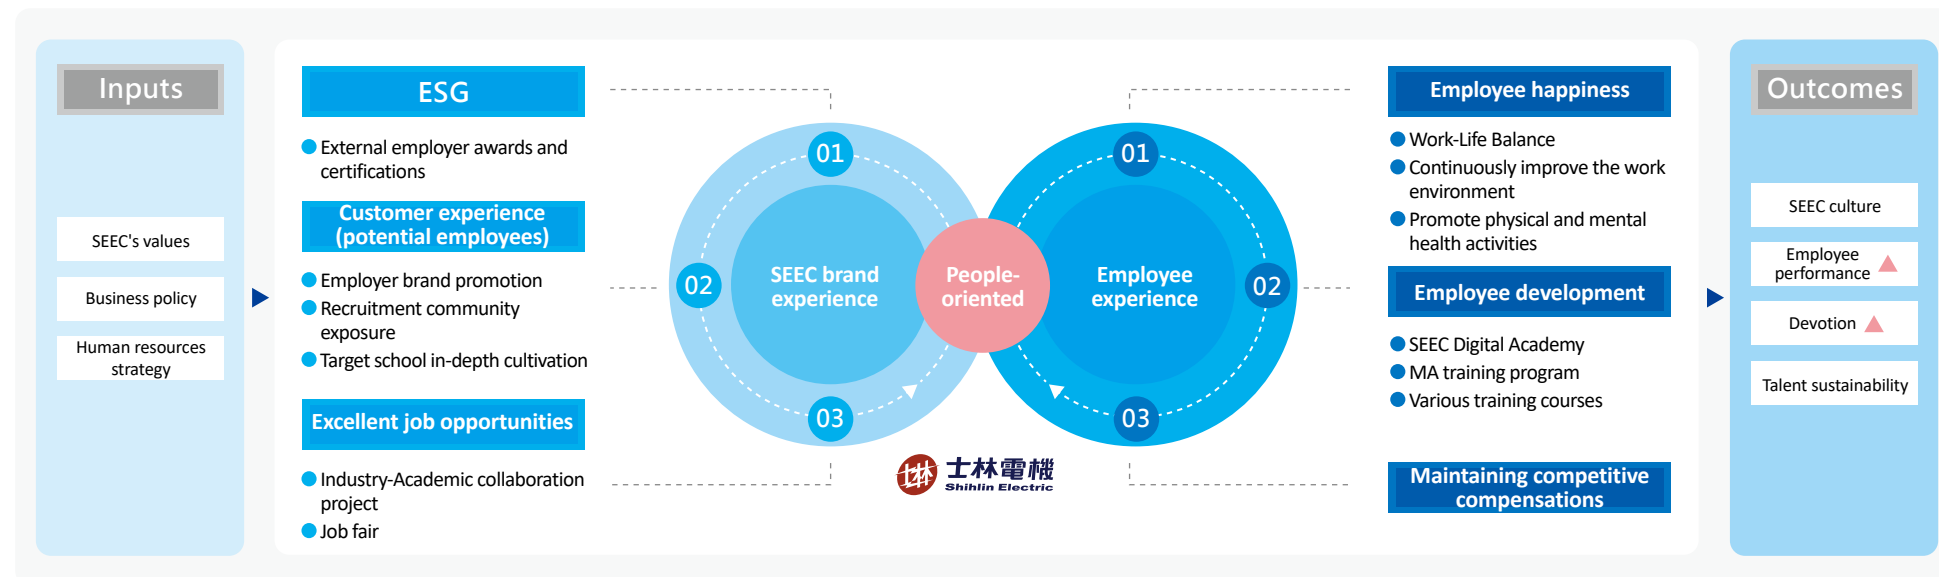 Inputs
SEEC's values
Business policy
Human resources
strategy
ESG
External employer awards and
certifications
Customer experience
(potential employees)
Employer brand promotion
Recruitment community
exposure
Target school in-depth cultivation
Excellent job opportunities
Industry-Academic collaboration
project
Job fair
01
02
03
SEEC brand
experience
People-
oriented
Employee
experience
01
02
03
士林電機
Shihlin Electric
Employee happiness
Work-Life Balance
Continuously improve the work
environment
Promote physical and mental
health activities
Employee development
SEEC Digital Academy
MA training program
Various training courses
Maintaining competitive
compensations
Outcomes
SEEC culture
Employee
performance
Devotion
Talent sustainability